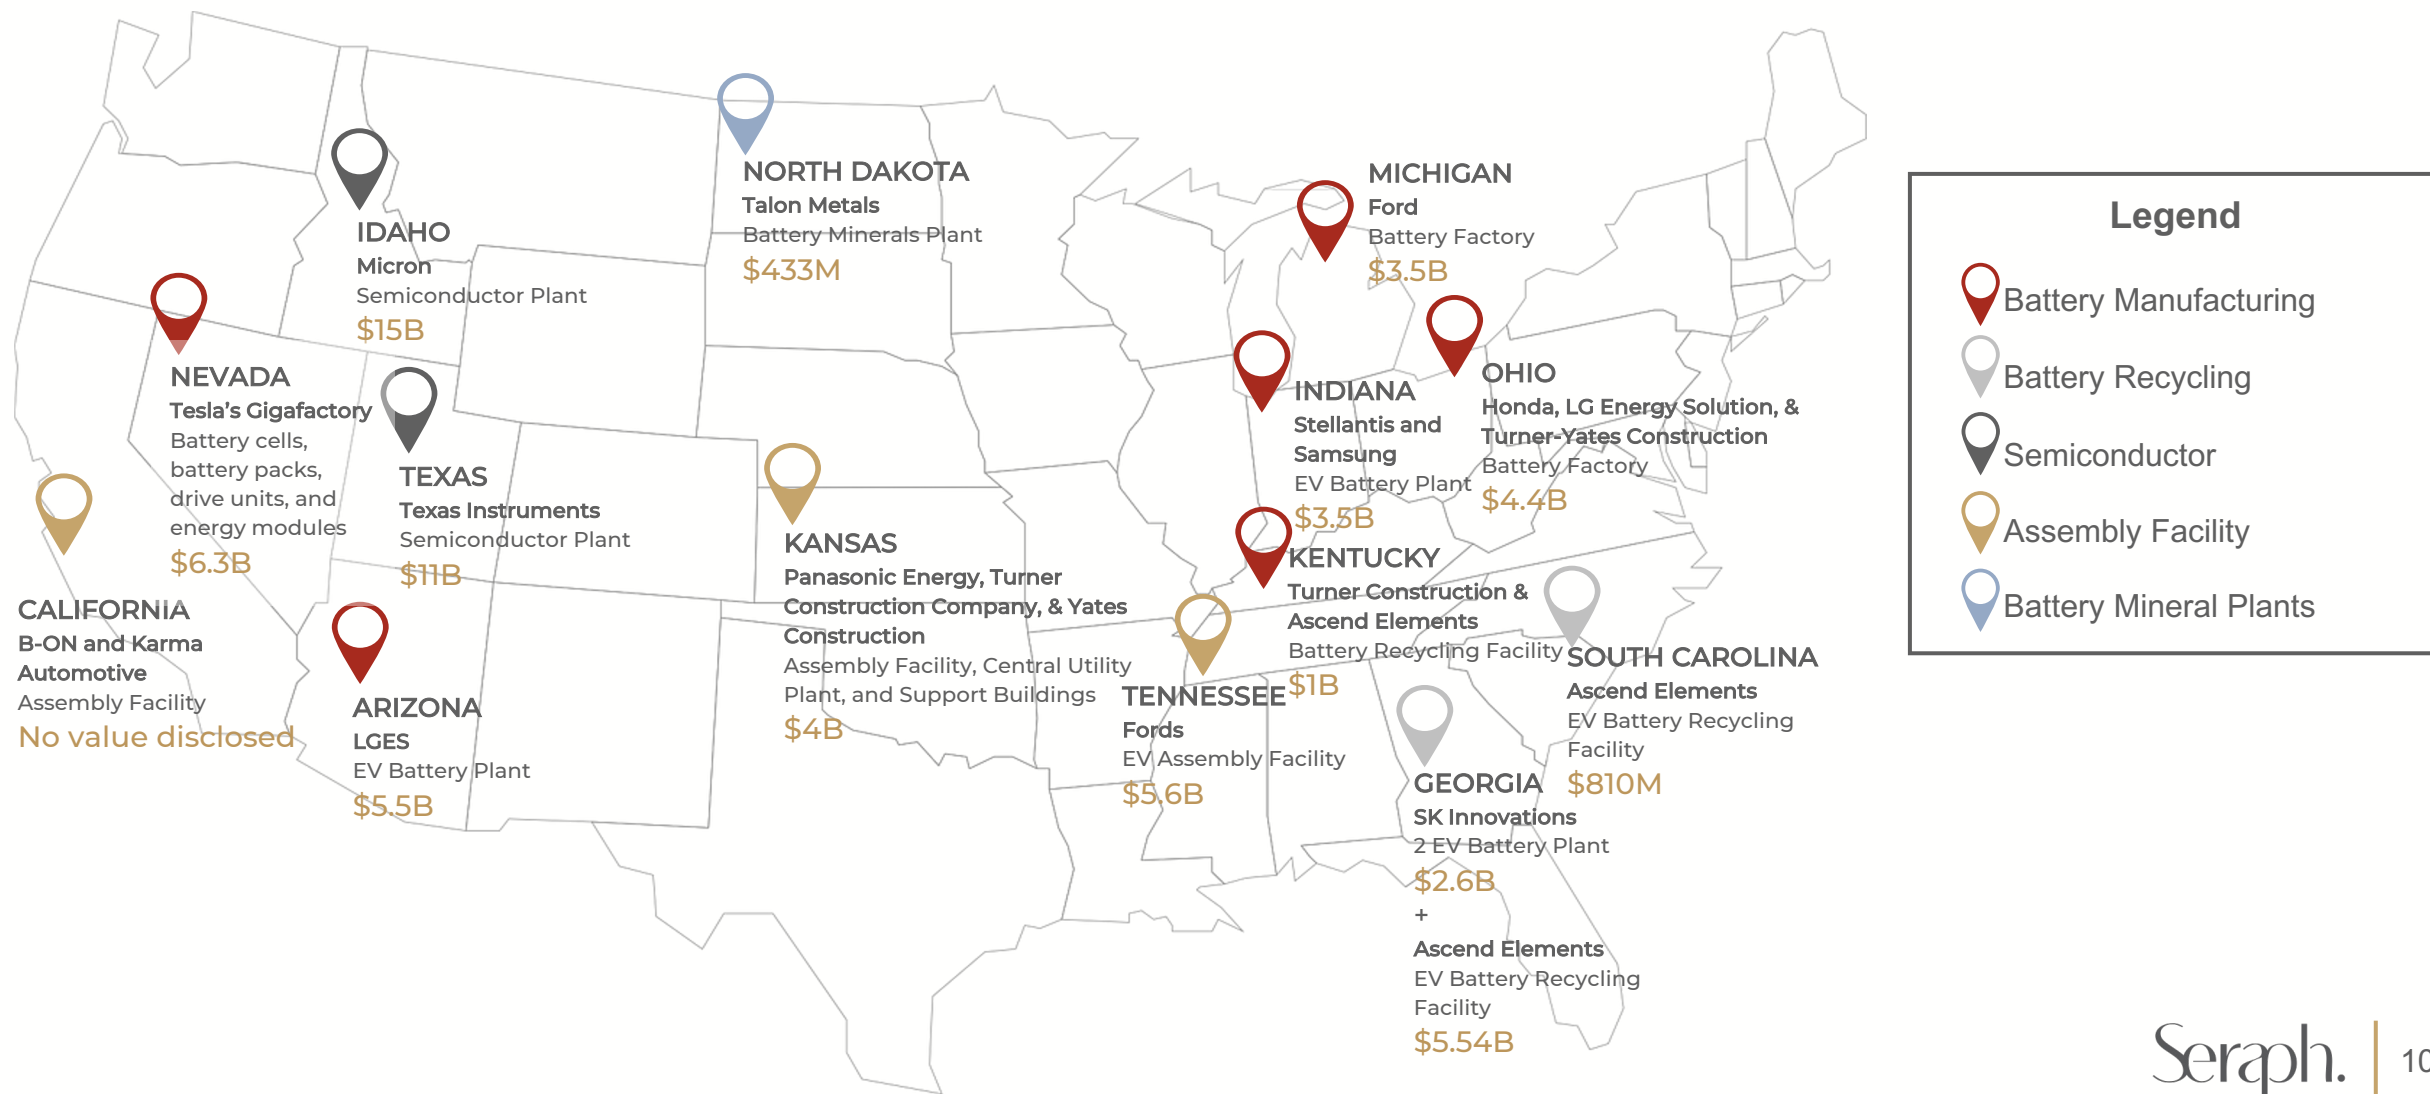 NORTH DAKOTA
Talon Metals
Battery Minerals Plant
$433M
MICHIGAN
Ford
Battery Factory
$3.5B
IDAHO
Micron
Semiconductor Plant
$15B
NEVADA
Tesla's Gigafactory
Battery cells,
battery packs,
drive units, and
energy modules
$6.3B
TEXAS
Texas Instruments
Semiconductor Plant
$11B
INDIANA
Stellantis and
Samsung
EV Battery Plant
$3.5B
OHIO
Honda, LG Energy Solution, &
Turner-Yates Construction
Battery Factory
$4.4B
KANSAS
Panasonic Energy, Turner
Construction Company, & Yates
Construction
Assembly Facility, Central Utility
Plant, and Support Buildings
$4B
KENTUCKY
Turner Construction &
Ascend Elements
Battery Recycling Facility
$1B
CALIFORNIA
B-ON and Karma
Automotive
Assembly Facility
No value disclosed
ARIZONA
LGES
EV Battery Plant
$5.5B
TENNESSEE
Fords
EV Assembly Facility
$5.6B
SOUTH CAROLINA
Ascend Elements
EV Battery Recycling
Facility
$810M
GEORGIA
SK Innovations
2 EV Battery Plant
$2.6B
+
Ascend Elements
EV Battery Recycling
Facility
$5.54B
Legend
Battery Manufacturing
Battery Recycling
Semiconductor
Assembly Facility
Battery Mineral Plants
Seraph.
10